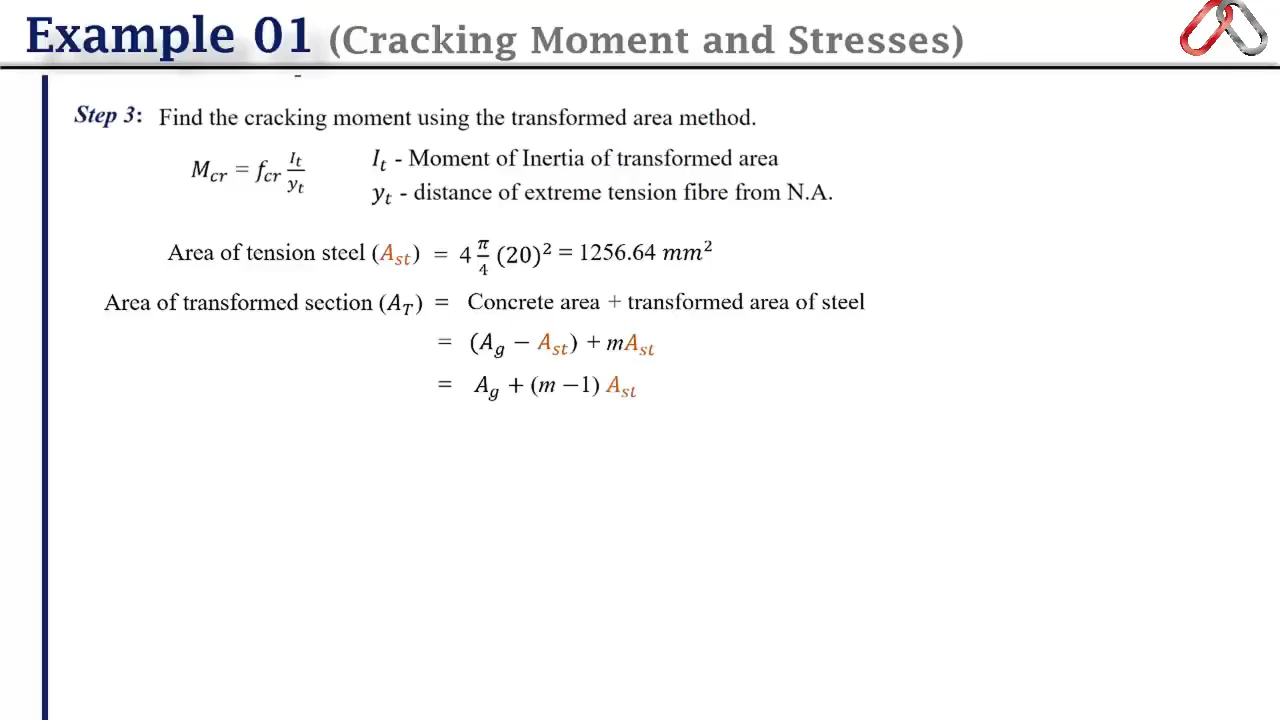 Example 01 (Cracking Moment and Stresses)
Step 3: Find the cracking moment using the transformed area method.
M_cr = f_cr I_t/y_t
I_t - Moment of Inertia of transformed area
y_t - distance of extreme tension fibre from N.A.
Area of tension steel (A_st) = 4 π/4 (20)² = 1256.64 mm²
Area of transformed section (A_T) = Concrete area + transformed area of steel
= (A_g − A_st) + mA_st
= A_g + (m −1) A_st